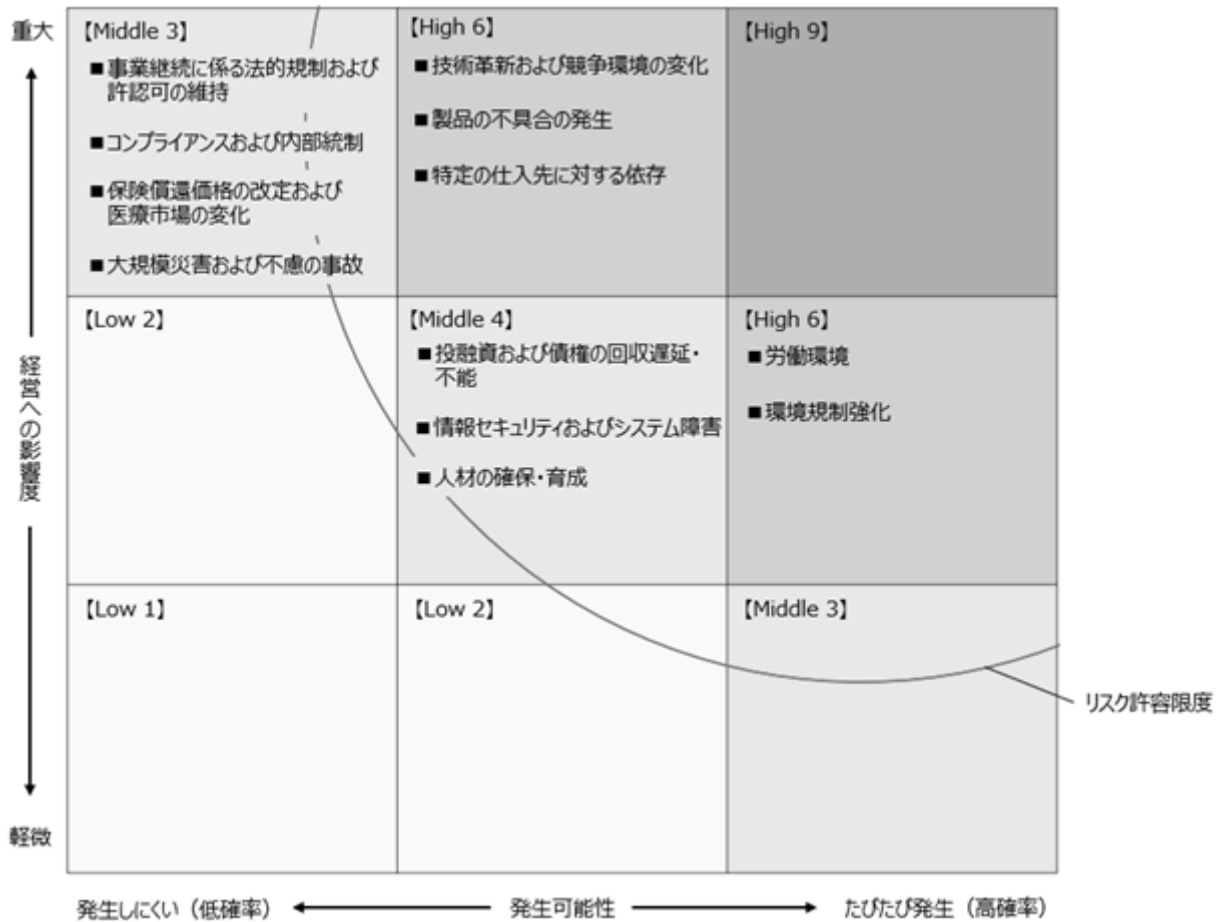 重大
【Middle 3】
■事業継続に係る法的規制および
許認可の維持
■コンプライアンスおよび内部統制
■保険償還価格の改定および
医療市場の変化
■大規模災害および不慮の事故
【High 6】
■技術革新および競争環境の変化
■製品の不具合の発生
■特定の仕入先に対する依存
【High 9】
経営への影響度
【Low 2】
【Middle 4】
■投融資および債権の回収遅延・
不能
■情報セキュリティおよびシステム障害
■人材の確保・育成
【High 6】
■労働環境
■環境規制強化
【Low 1】
【Low 2】
【Middle 3】
リスク許容限度
軽微
発生しにくい（低確率）
発生可能性
たびたび発生（高確率）